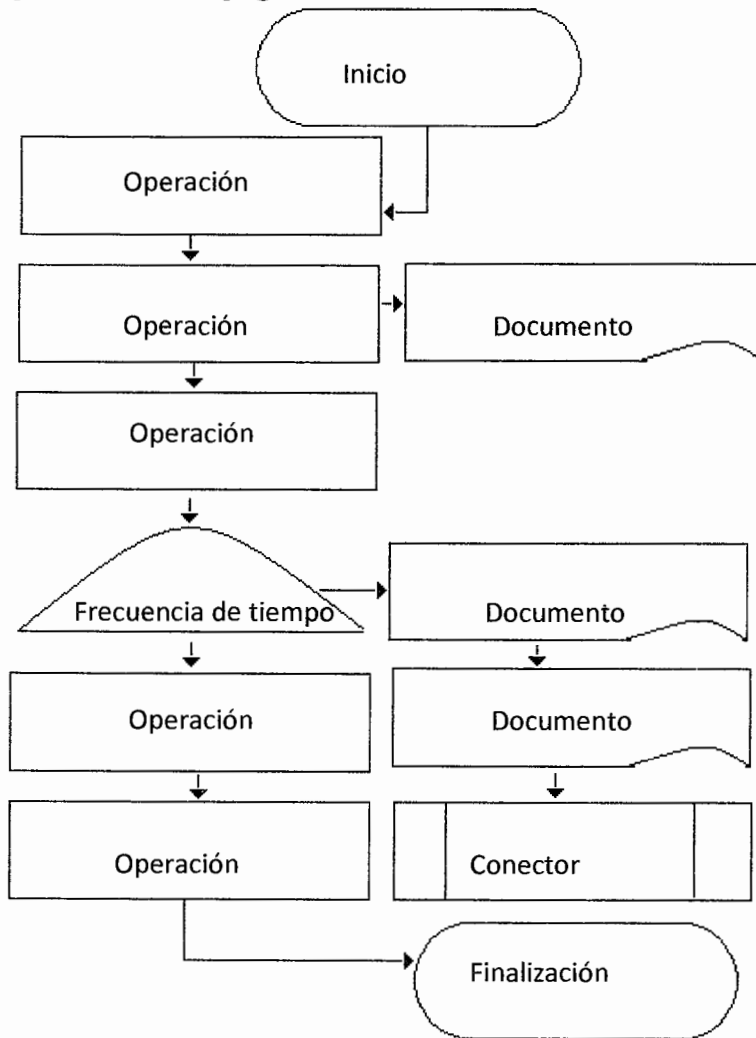 Inicio
Operación
Operación
Documento
Operación
Frecuencia de tiempo
Documento
Operación
Documento
Operación
Conector
Finalización